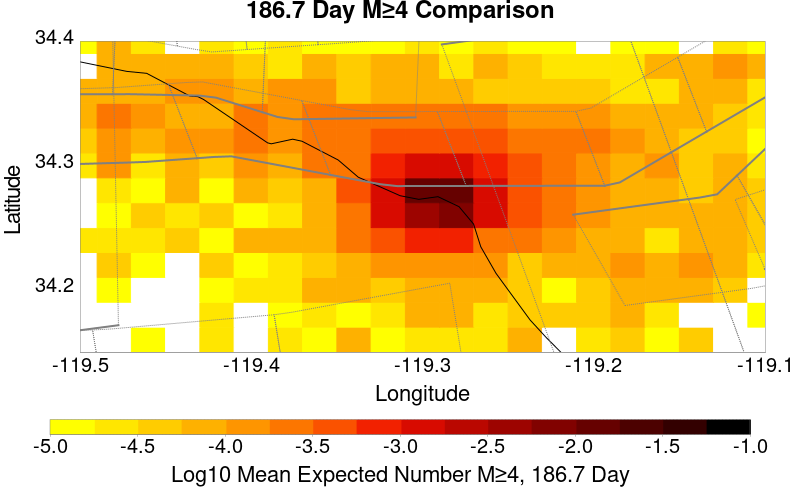 186.7 Day M≥4 Comparison
34.4
34.3
34.2
Latitude
-119.5 -119.4 -119.3 -119.2 -119.1
Longitude
-5.0 -4.5 -4.0 -3.5 -3.0 -2.5 -2.0 -1.5 -1.0
Log10 Mean Expected Number M≥4, 186.7 Day